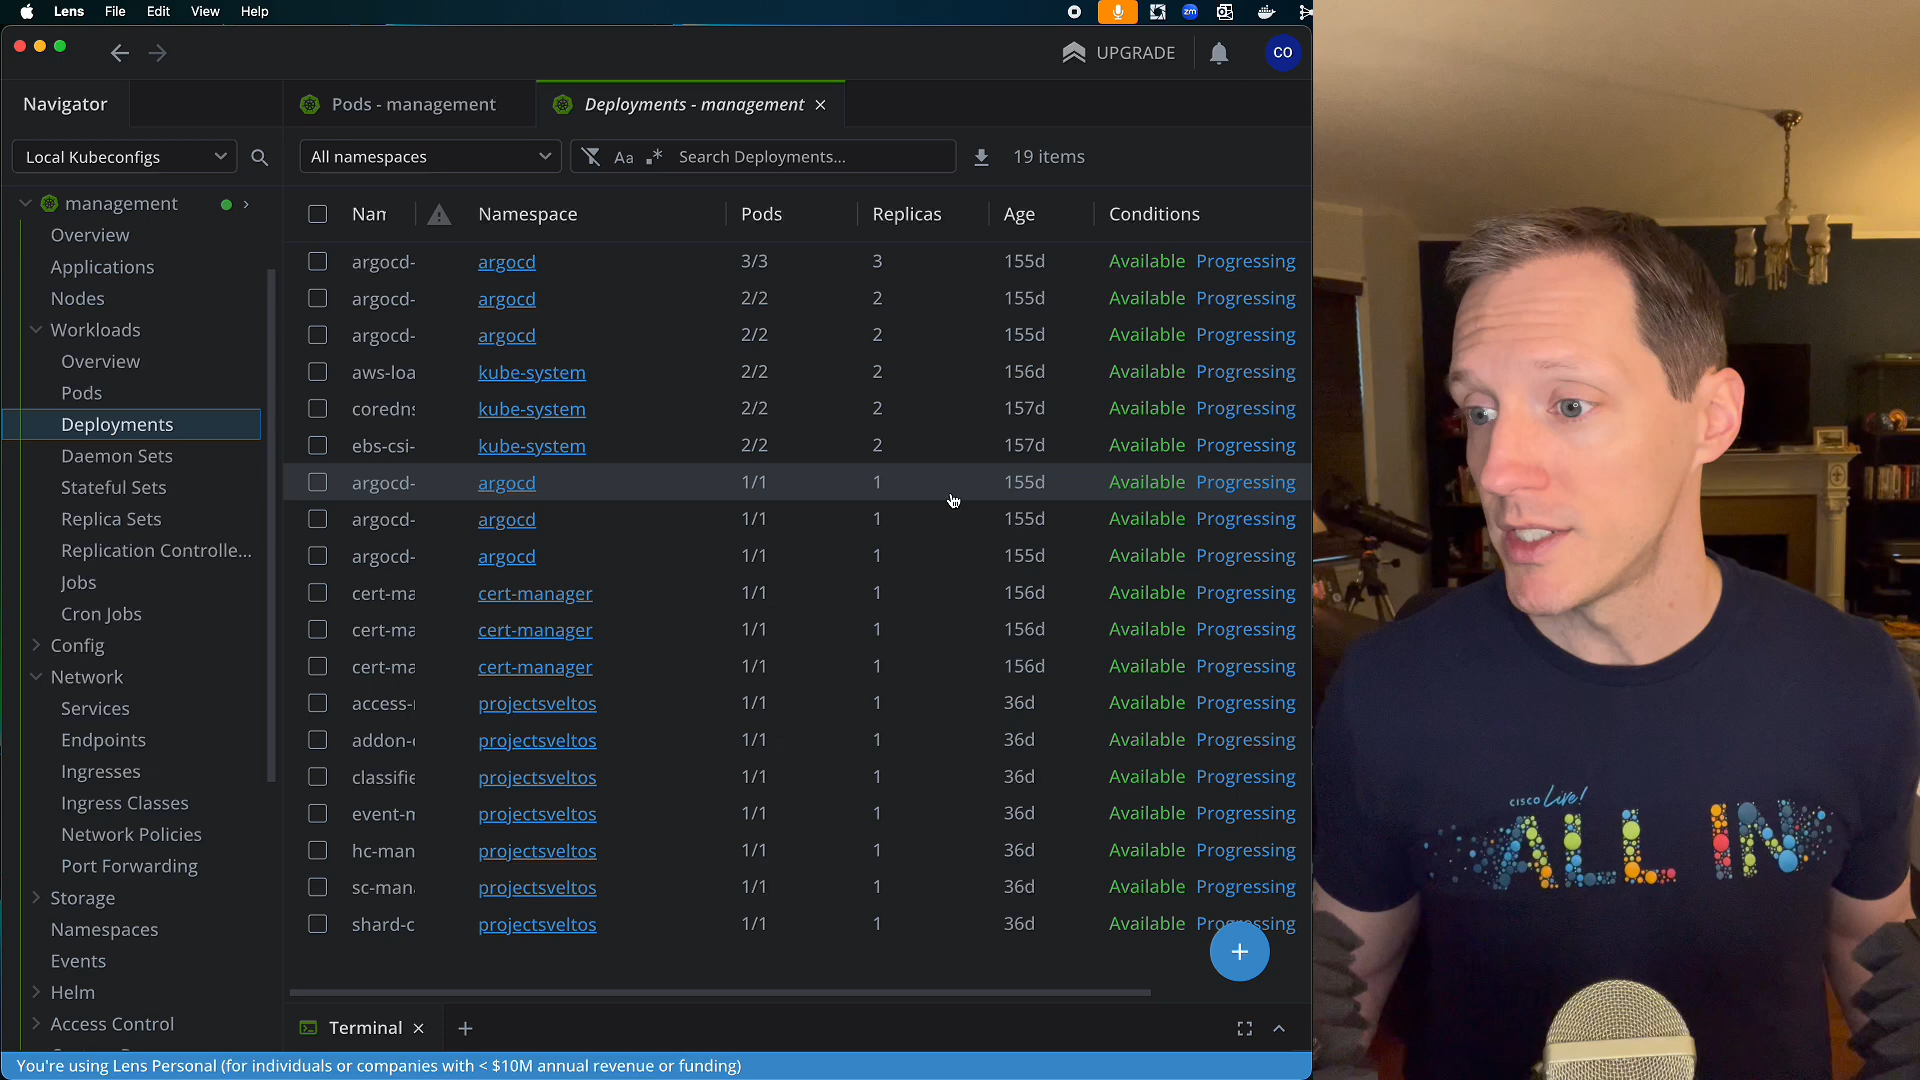 Lens File Edit View Help
zm
UPGRADE CO
Navigator Pods - management Deployments - management
Local Kubeconfigs All namespaces Aa .* Search Deployments... 19 items
management
Overview
Applications
Nodes
Workloads
Overview
Pods
Deployments
Daemon Sets
Stateful Sets
Replica Sets
Replication Controlle...
Jobs
Cron Jobs
Config
Network
Services
Endpoints
Ingresses
Ingress Classes
Network Policies
Port Forwarding
Storage
Namespaces
Events
Helm
Access Control
Nam Namespace Pods Replicas Age Conditions
argocd- argocd 3/3 3 155d Available Progressing
argocd- argocd 2/2 2 155d Available Progressing
argocd- argocd 2/2 2 155d Available Progressing
aws-loa kube-system 2/2 2 156d Available Progressing
coredns kube-system 2/2 2 157d Available Progressing
ebs-csi- kube-system 2/2 2 157d Available Progressing
argocd- argocd 1/1 1 155d Available Progressing
argocd- argocd 1/1 1 155d Available Progressing
argocd- argocd 1/1 1 155d Available Progressing
cert-ma cert-manager 1/1 1 156d Available Progressing
cert-ma cert-manager 1/1 1 156d Available Progressing
cert-ma cert-manager 1/1 1 156d Available Progressing
access- projectsveltos 1/1 1 36d Available Progressing
addon- projectsveltos 1/1 1 36d Available Progressing
classifie projectsveltos 1/1 1 36d Available Progressing
event-m projectsveltos 1/1 1 36d Available Progressing
hc-man projectsveltos 1/1 1 36d Available Progressing
sc-man projectsveltos 1/1 1 36d Available Progressing
shard-c projectsveltos 1/1 1 36d Available Progressing
Terminal
You're using Lens Personal (for individuals or companies with < $10M annual revenue or funding)
CISCO Live!
ALL IN